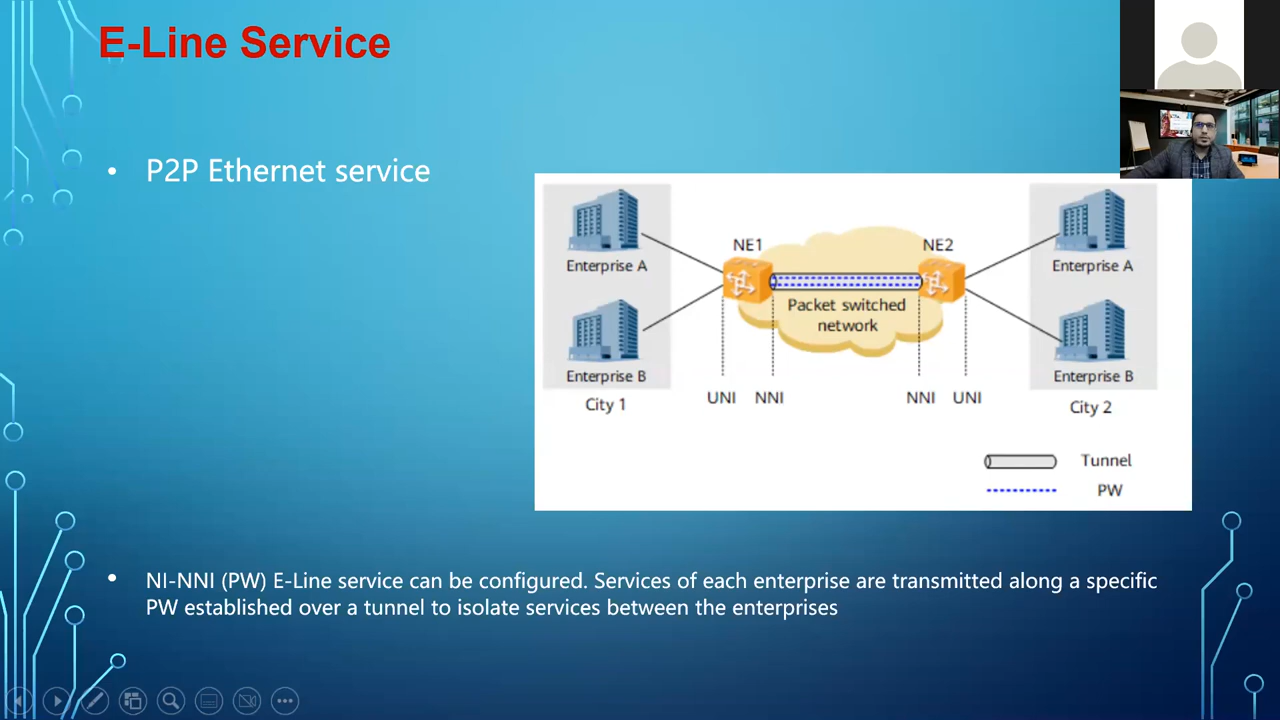 E-Line Service
• P2P Ethernet service
Enterprise A
Enterprise B
City 1
NE1
NE2
Packet switched
network
UNI NNI
NNI UNI
Enterprise A
Enterprise B
City 2
Tunnel
PW
• NI-NNI (PW) E-Line service can be configured. Services of each enterprise are transmitted along a specific
PW established over a tunnel to isolate services between the enterprises